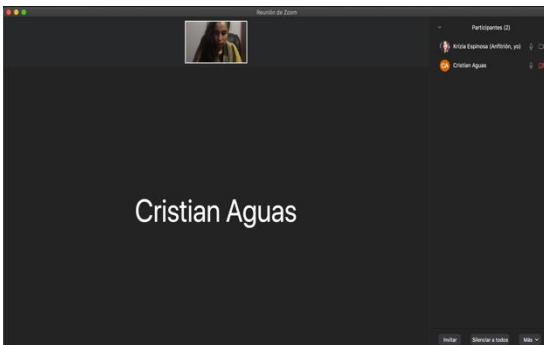 Reunión de Zoom
Participantes (2)
Krizia Espinosa (Anfitrión, yo)
CA Cristian Aguas
Cristian Aguas
Invitar Silenciar a todos Más